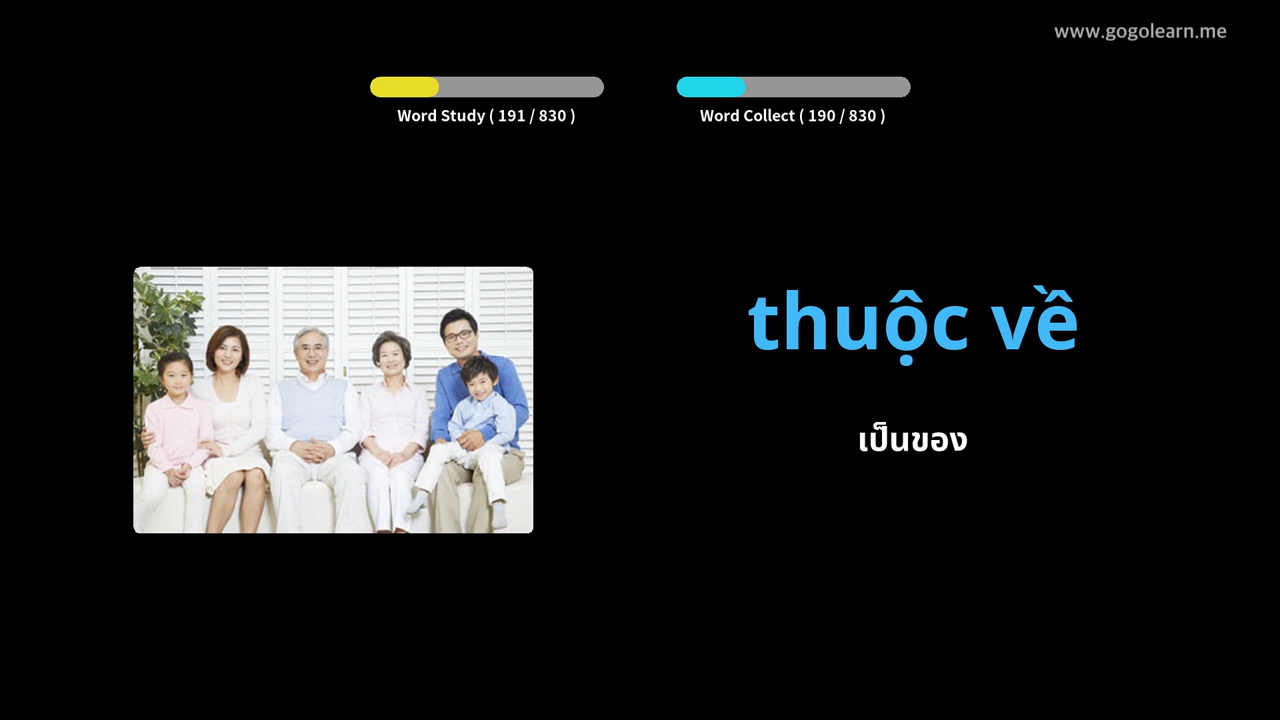 www.gogolearn.me
Word Study ( 191 / 830 )
Word Collect ( 190 / 830 )
thuộc về
เป็นของ